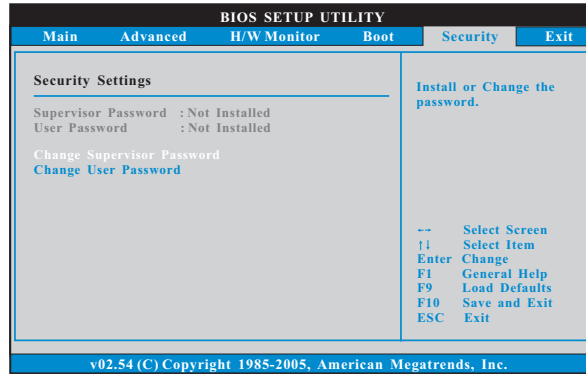 BIOS SETUP UTILITY
Main Advanced H/W Monitor Boot Security Exit
Security Settings
Supervisor Password : Not Installed
User Password : Not Installed
Change Supervisor Password
Change User Password
Install or Change the
password.
←→ Select Screen
↑↓ Select Item
Enter Change
F1 General Help
F9 Load Defaults
F10 Save and Exit
ESC Exit
v02.54 (C) Copyright 1985-2005, American Megatrends, Inc.